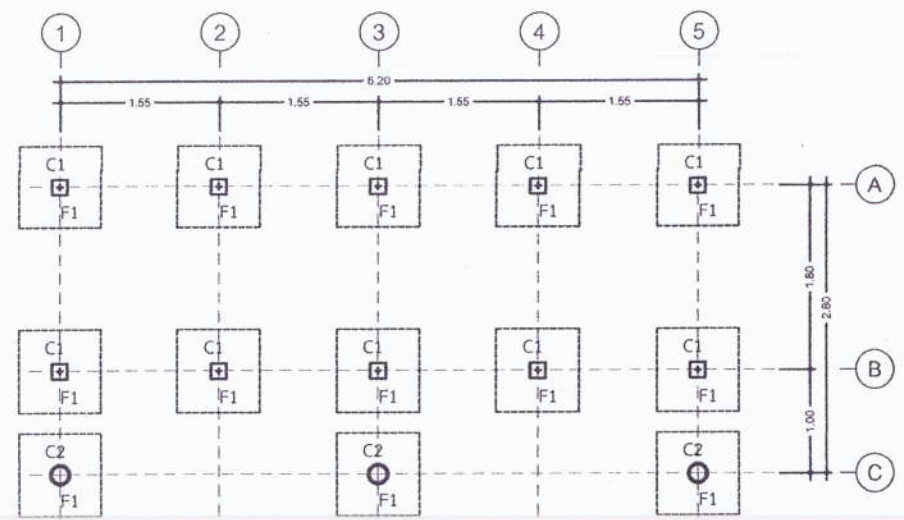 1 2 3 4 5
6.20
1.55 1.55 1.55 1.55
C1 C1 C1 C1 C1
A
F1 F1 F1 F1 F1
1.80
2.80
C1 C1 C1 C1 C1
B
F1 F1 F1 F1 F1
1.00
C2 C2 C2
C
F1 F1 F1